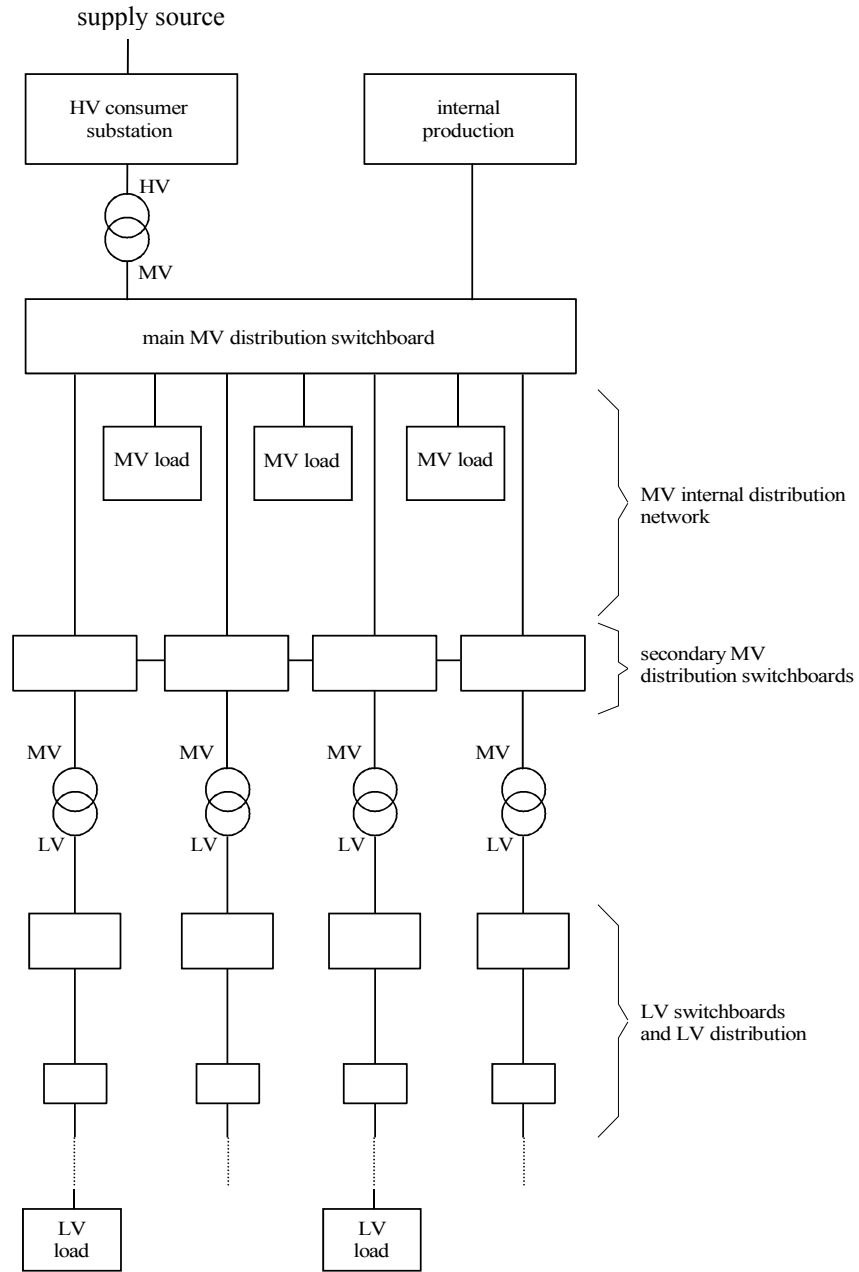 supply source
HV consumer
substation
internal
production
HV
MV
main MV distribution switchboard
MV load
MV load
MV load
MV internal distribution
network
secondary MV
distribution switchboards
MV
MV
MV
MV
LV
LV
LV
LV
LV switchboards
and LV distribution
LV
load
LV
load